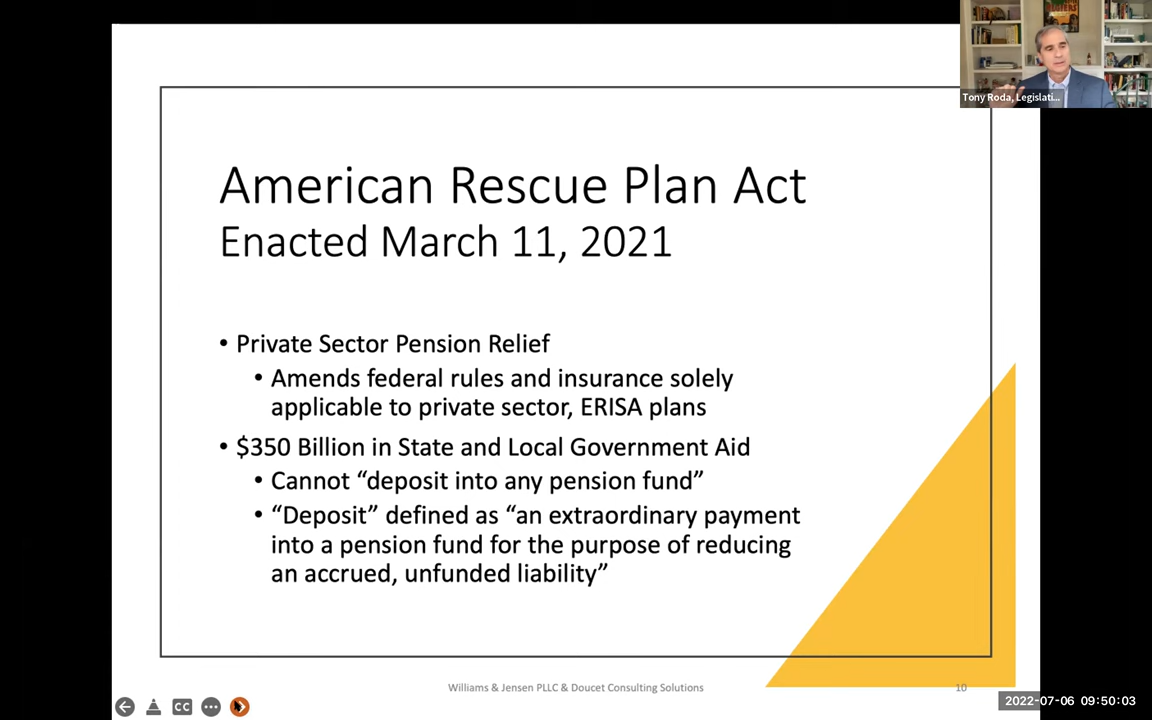 Tony Roda, Legislati...
American Rescue Plan Act
Enacted March 11, 2021
• Private Sector Pension Relief
• Amends federal rules and insurance solely
applicable to private sector, ERISA plans
• $350 Billion in State and Local Government Aid
• Cannot “deposit into any pension fund”
• “Deposit” defined as “an extraordinary payment
into a pension fund for the purpose of reducing
an accrued, unfunded liability”
Williams & Jensen PLLC & Doucet Consulting Solutions
10
CC
2022-07-06 09:50:03